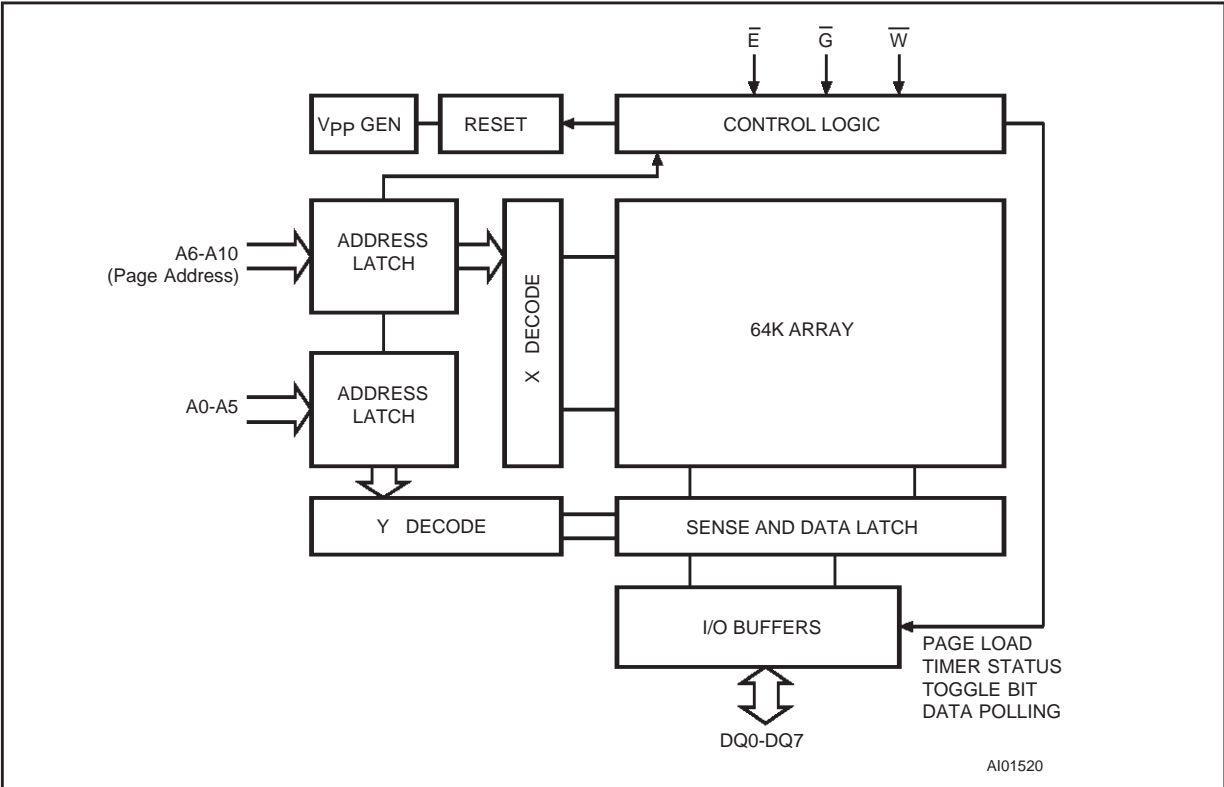 E̅ G̅ W̅
VPP GEN
RESET
CONTROL LOGIC
A6-A10
(Page Address)
ADDRESS
LATCH
X DECODE
64K ARRAY
A0-A5
ADDRESS
LATCH
Y DECODE
SENSE AND DATA LATCH
I/O BUFFERS
PAGE LOAD
TIMER STATUS
TOGGLE BIT
DATA POLLING
DQ0-DQ7
AI01520